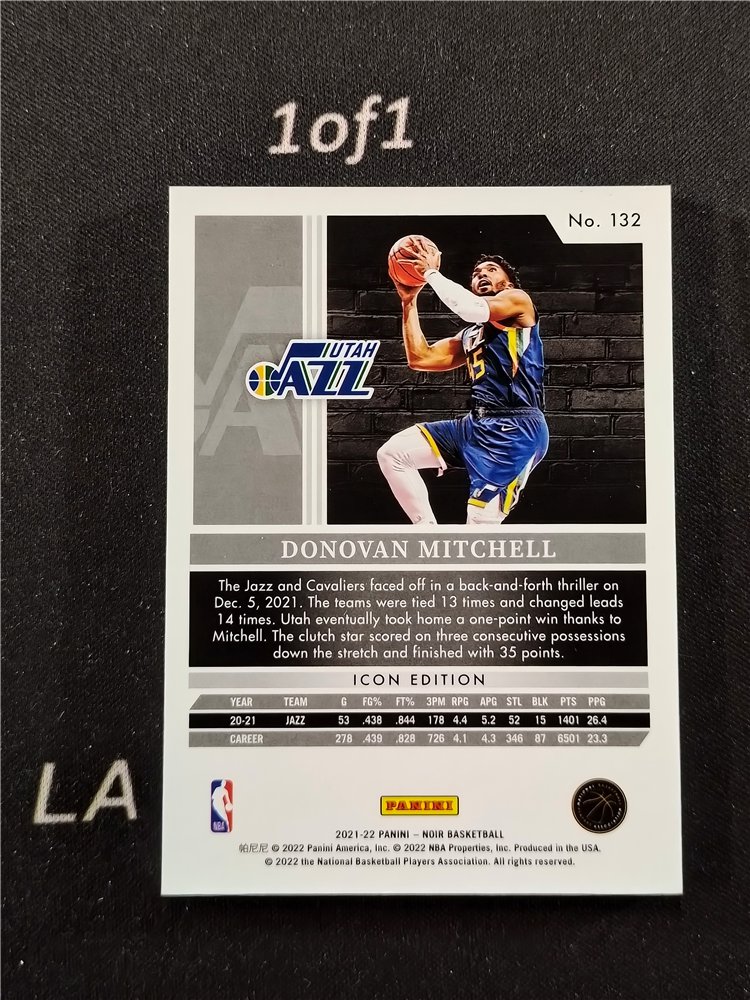 1of1
No. 132
UTAH
JAZZ
45
DONOVAN MITCHELL
The Jazz and Cavaliers faced off in a back-and-forth thriller on
Dec. 5, 2021. The teams were tied 13 times and changed leads
14 times. Utah eventually took home a one-point win thanks to
Mitchell. The clutch star scored on three consecutive possessions
down the stretch and finished with 35 points.
ICON EDITION
YEAR TEAM G FG% FT% 3PM RPG APG STL BLK PTS PPG
20-21 JAZZ 53 .438 .844 178 4.4 5.2 52 15 1401 26.4
CAREER 278 .439 .828 726 4.1 4.3 346 87 6501 23.3
LA
NBA
PANINI
2021-22 PANINI – NOIR BASKETBALL
帕尼尼 © 2022 Panini America, Inc. © 2022 NBA Properties, Inc. Produced in the USA.
© 2022 the National Basketball Players Association. All rights reserved.